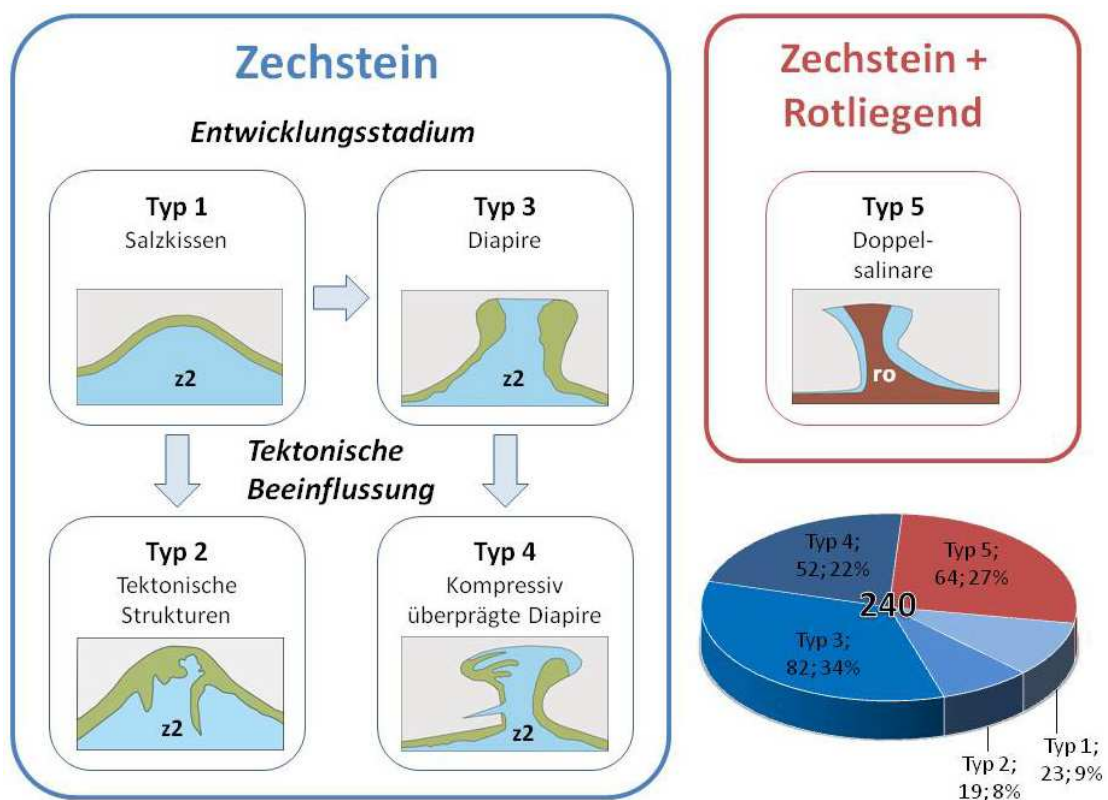 Zechstein
Entwicklungsstadium
Typ 1
Salzkissen
z2
Typ 3
Diapire
z2
Tektonische
Beeinflussung
Typ 2
Tektonische
Strukturen
z2
Typ 4
Kompressiv
überprägte Diapire
z2
Zechstein +
Rotliegend
Typ 5
Doppel-
salinare
ro
Typ 4;
52; 22%
Typ 5;
64; 27%
240
Typ 3;
82; 34%
Typ 2;
19; 8%
Typ 1;
23; 9%